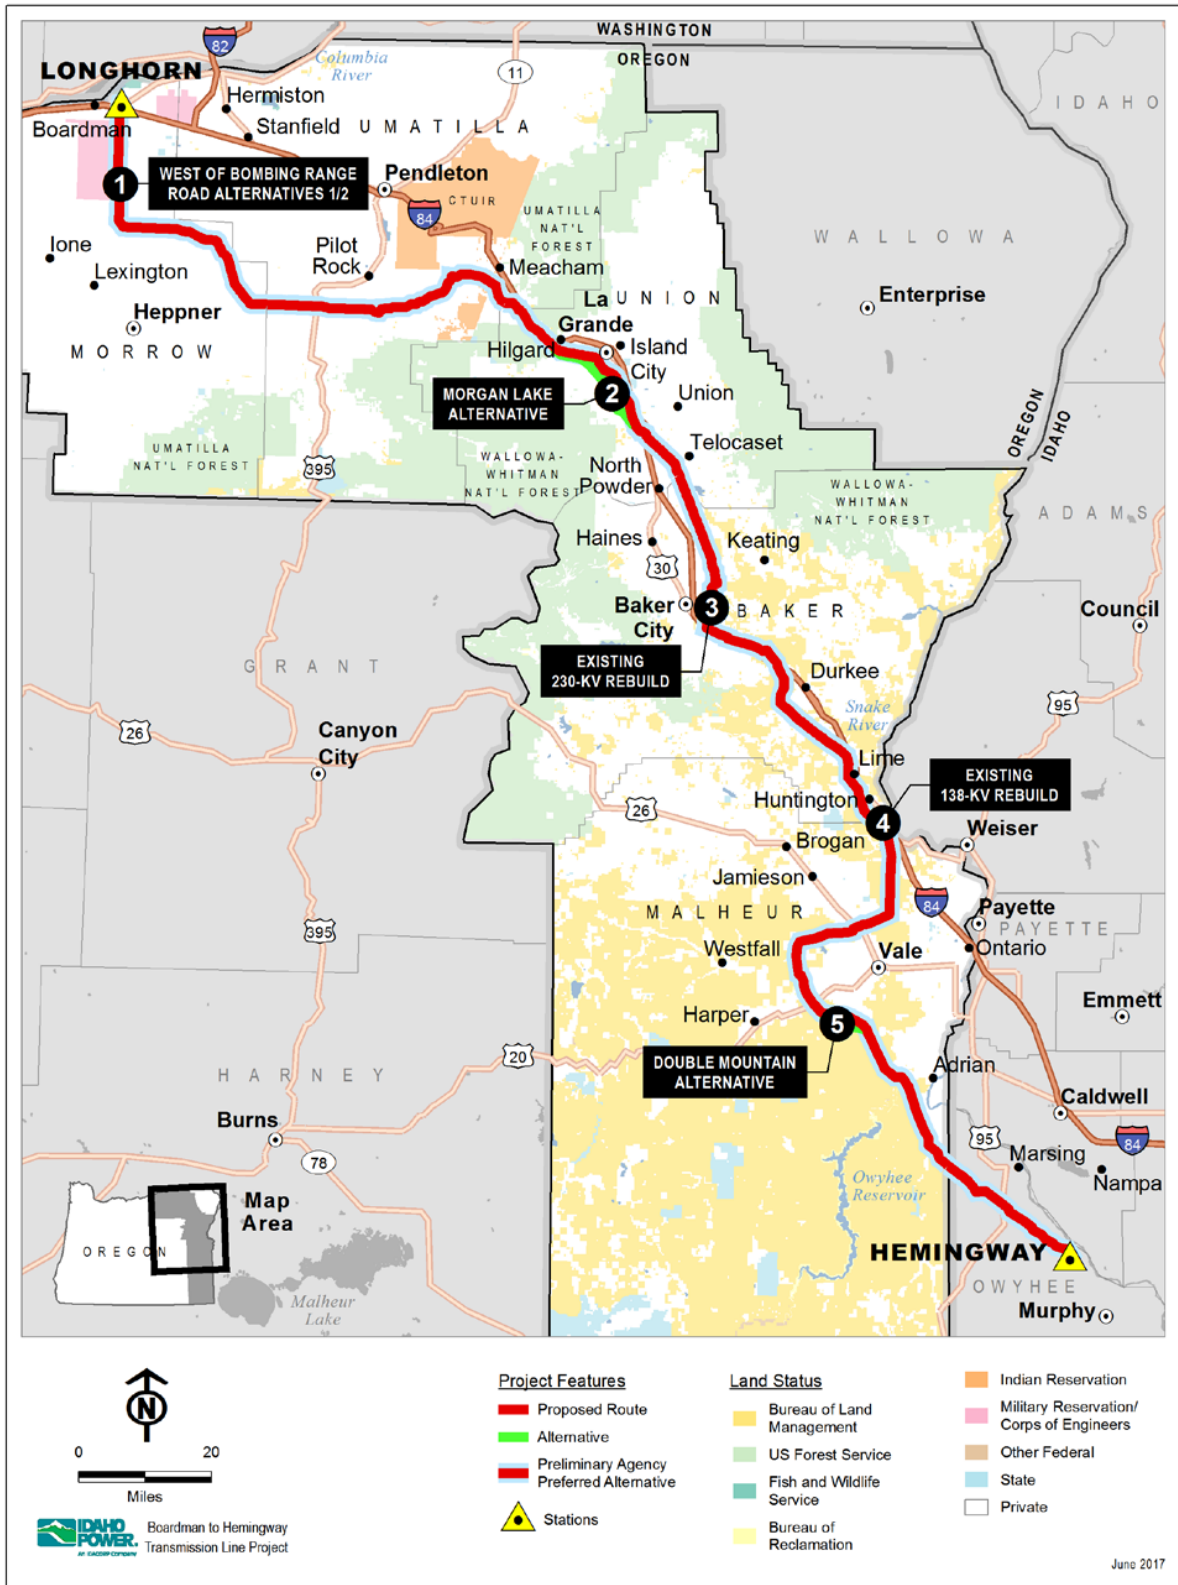 WASHINGTON
OREGON
82
Columbia
River
LONGHORN
11
IDAHO
Hermiston
Boardman
Stanfield
UMATILLA
WEST OF BOMBING RANGE
ROAD ALTERNATIVES 1/2
1
Pendleton
CTUIR
84
UMATILLA
NAT'L
FOREST
WALLOWA
Ione
Pilot
Rock
Meacham
Lexington
Enterprise
La
Grande
UNION
Heppner
MORROW
Hilgard
Island
City
MORGAN LAKE
ALTERNATIVE
2
Union
OREGON
IDAHO
Telocaset
UMATILLA
NAT'L FOREST
395
WALLOWA-
WHITMAN
NAT'L FOREST
North
Powder
WALLOWA-
WHITMAN
NAT'L FOREST
ADAMS
Haines
Keating
30
Baker
City
3
BAKER
Council
EXISTING
230-KV REBUILD
GRANT
Durkee
Snake
River
95
26
Canyon
City
Lime
EXISTING
138-KV REBUILD
Huntington
4
26
Brogan
Weiser
Jamieson
84
MALHEUR
Payette
PAYETTE
395
Westfall
Vale
Ontario
Harper
5
Emmett
20
DOUBLE MOUNTAIN
ALTERNATIVE
HARNEY
Adrian
Burns
Caldwell
95
84
78
Marsing
Nampa
Map
Area
Owyhee
Reservoir
OREGON
HEMINGWAY
OWYHEE
Malheur
Lake
Murphy
N
0 20
Miles
IDAHO
POWER.
An IDACORP Company
Boardman to Hemingway
Transmission Line Project
Project Features
Proposed Route
Alternative
Preliminary Agency
Preferred Alternative
Stations
Land Status
Bureau of Land
Management
US Forest Service
Fish and Wildlife
Service
Bureau of
Reclamation
Indian Reservation
Military Reservation/
Corps of Engineers
Other Federal
State
Private
June 2017